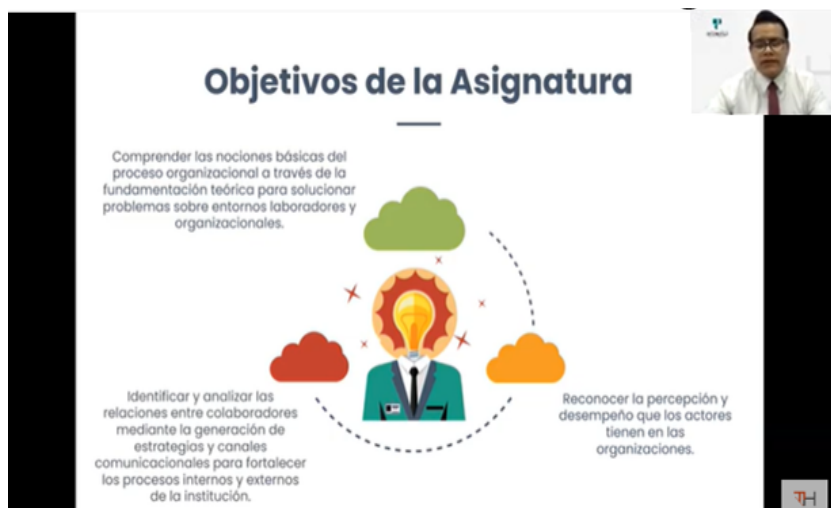 Objetivos de la Asignatura
Comprender las nociones básicas del
proceso organizacional a través de la
fundamentación teórica para solucionar
problemas sobre entornos laboradores y
organizacionales.
Identificar y analizar las
relaciones entre colaboradores
mediante la generación de
estrategias y canales
comunicacionales para fortalecer
los procesos internos y externos
de la institución.
Reconocer la percepción y
desempeño que los actores
tienen en las
organizaciones.
TH